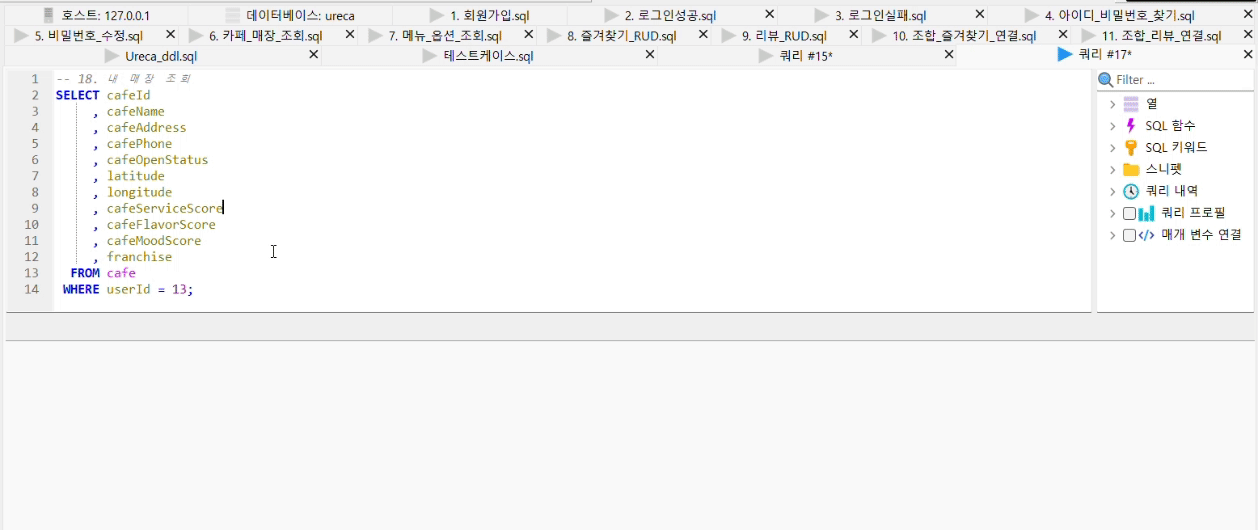 호스트: 127.0.0.1 데이터베이스: ureca 1. 회원가입.sql 2. 로그인성공.sql 3. 로그인실패.sql 4. 아이디_비밀번호_찾기.sql
5. 비밀번호_수정.sql 6. 카페_매장_조회.sql 7. 메뉴_옵션_조회.sql 8. 즐겨찾기_RUD.sql 9. 리뷰_RUD.sql 10. 조합_즐겨찾기_연결.sql 11. 조합_리뷰_연결.sql
Ureca_ddl.sql 테스트케이스.sql 쿼리 #15* 쿼리 #17*
1 -- 18. 내 매장 조회
2 SELECT cafeId
3 , cafeName
4 , cafeAddress
5 , cafePhone
6 , cafeOpenStatus
7 , latitude
8 , longitude
9 , cafeServiceScore
10 , cafeFlavorScore
11 , cafeMoodScore
12 , franchise
13 FROM cafe
14 WHERE userId = 13;
Filter ...
열
SQL 함수
SQL 키워드
스니펫
쿼리 내역
쿼리 프로필
매개 변수 연결